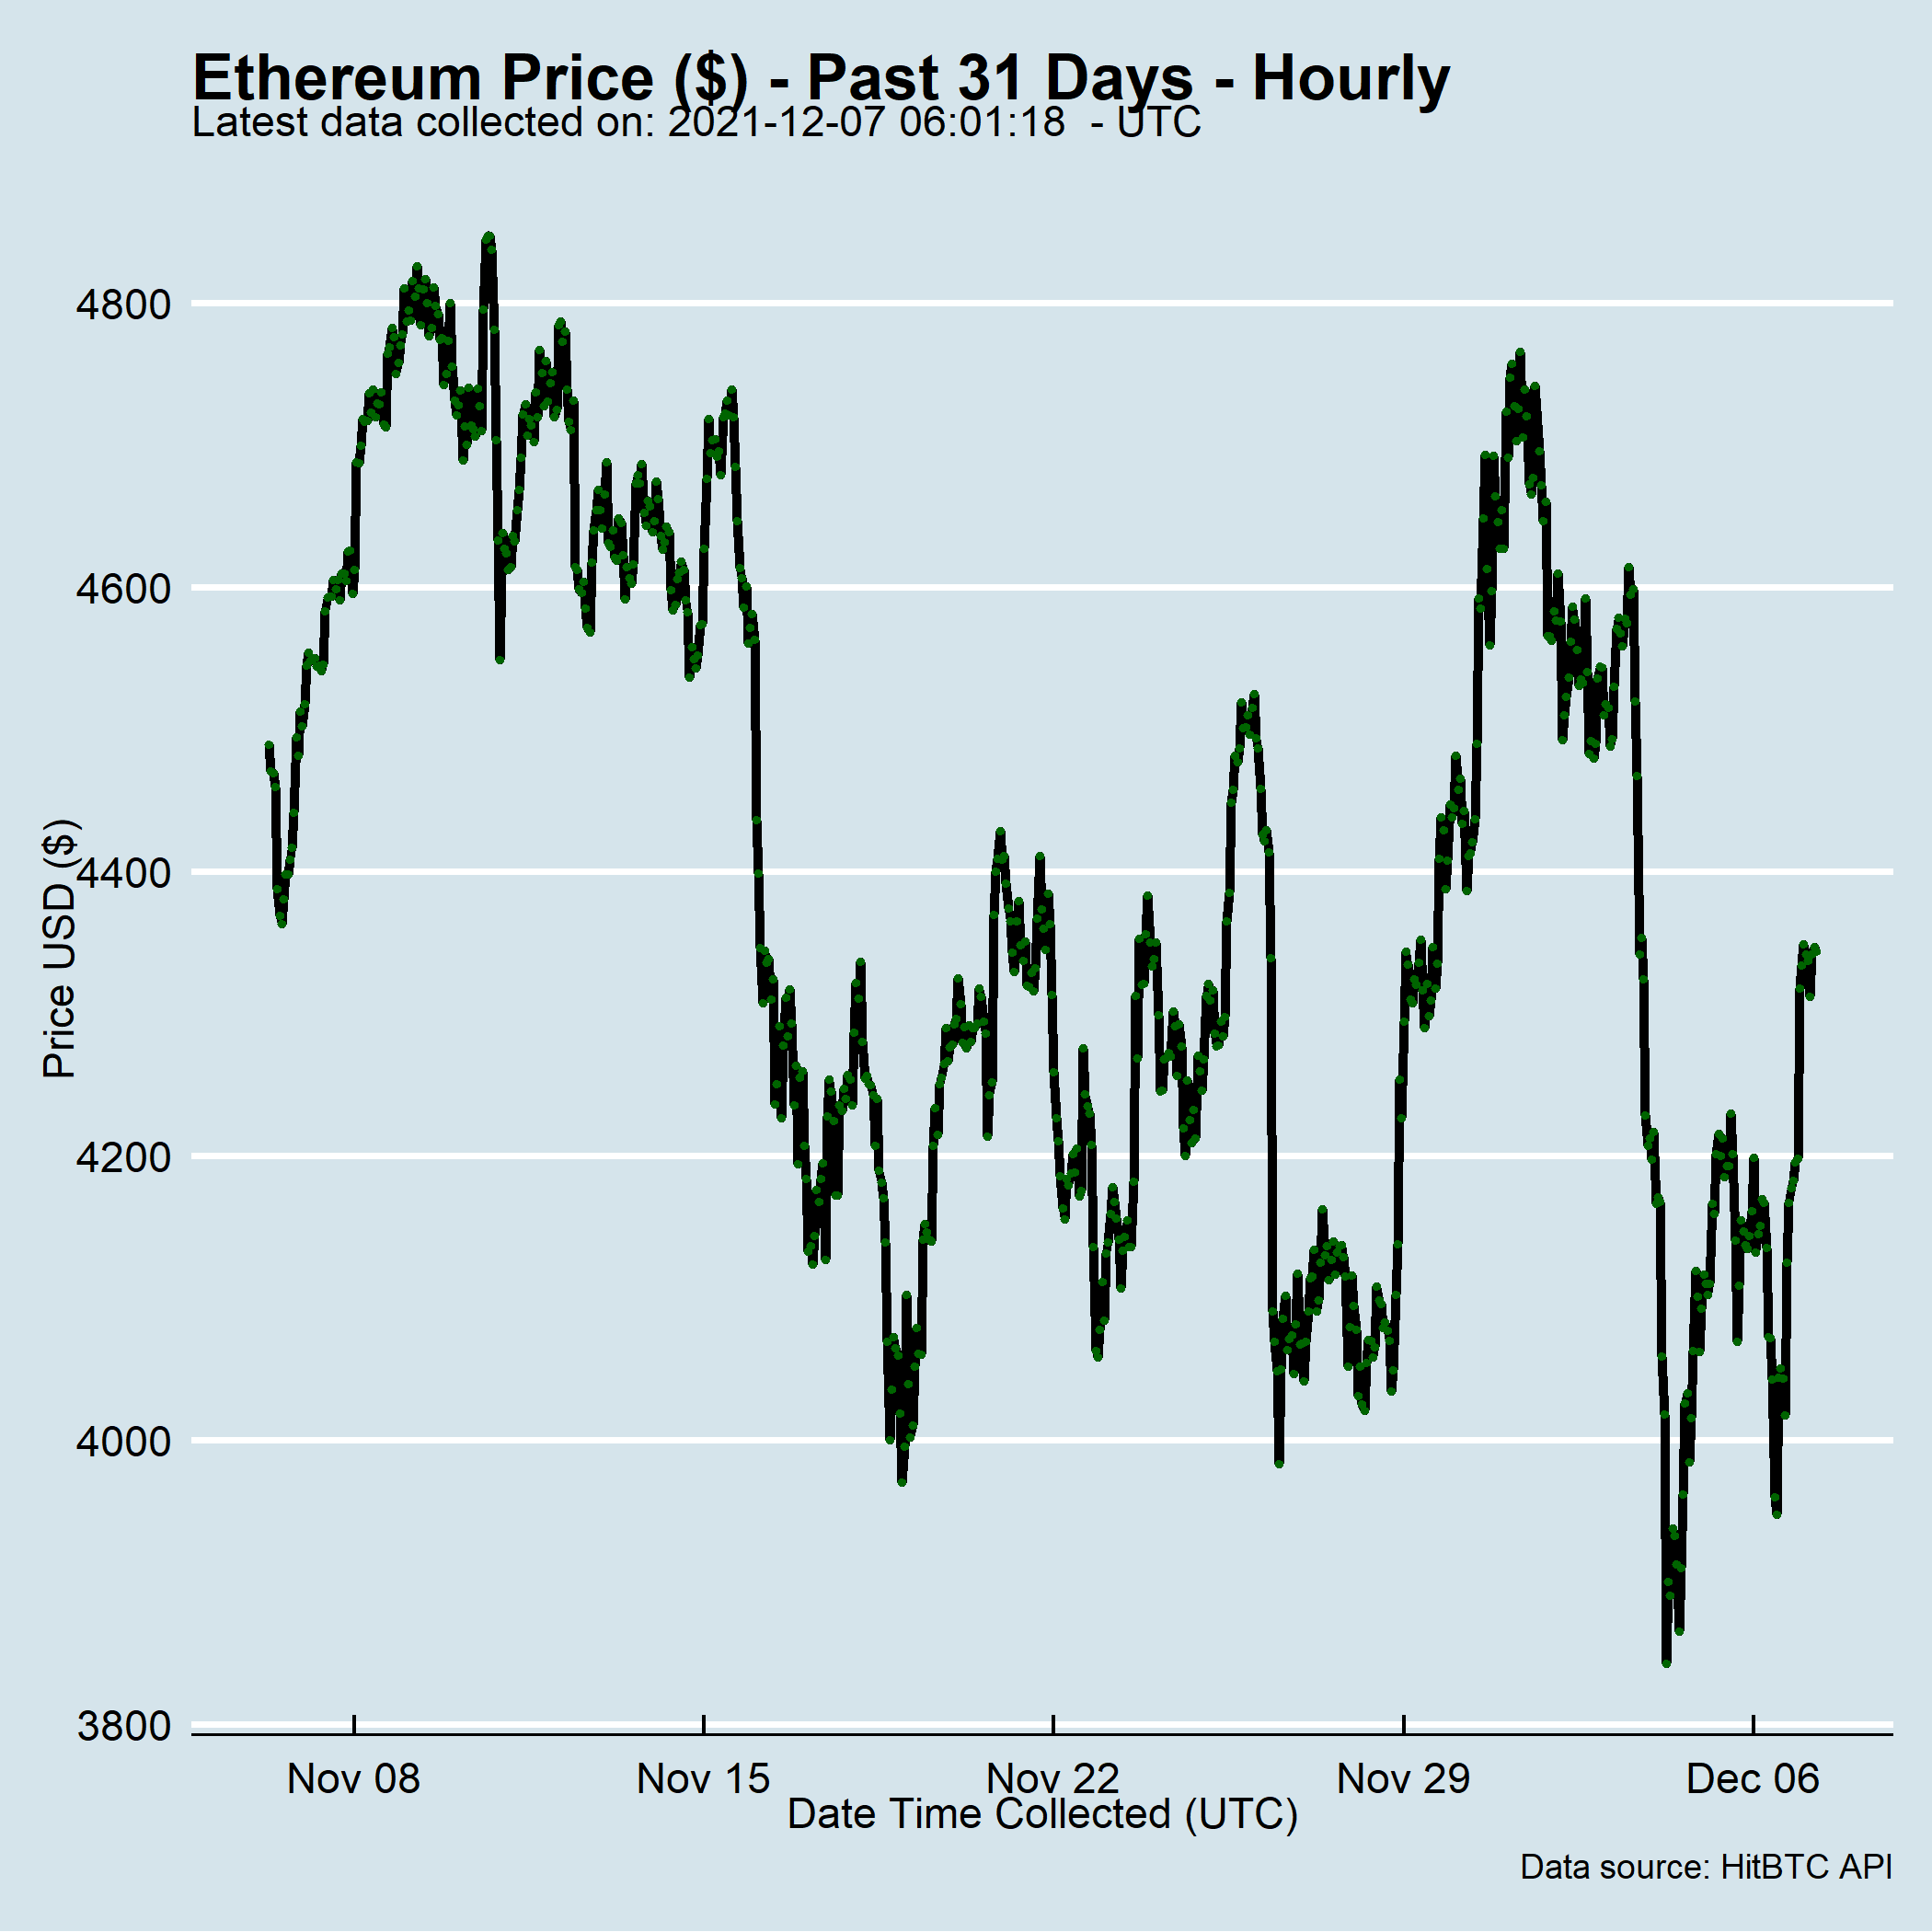 Ethereum Price ($) - Past 31 Days - Hourly
Latest data collected on: 2021-12-07 06:01:18  - UTC
Price USD ($)
4800
4600
4400
4200
4000
3800
Nov 08
Nov 15
Nov 22
Nov 29
Dec 06
Date Time Collected (UTC)
Data source: HitBTC API